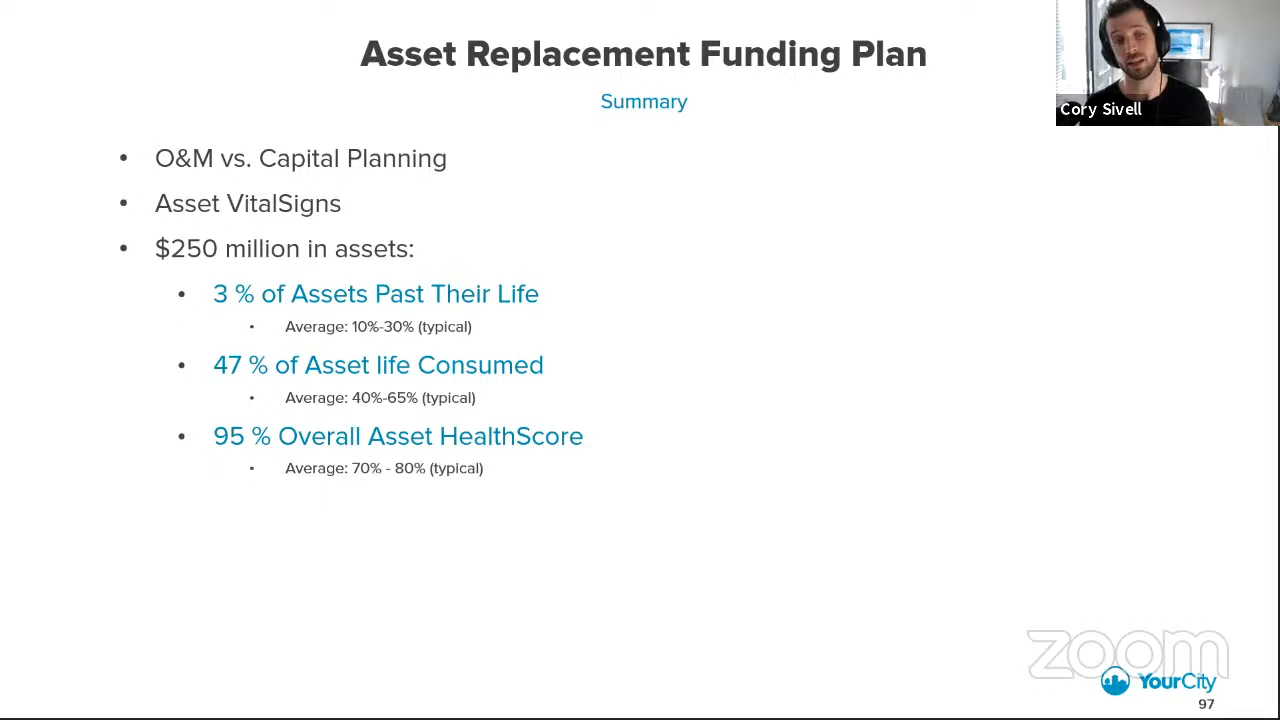 Asset Replacement Funding Plan
Summary
Cory Sivell
• O&M vs. Capital Planning
• Asset VitalSigns
• $250 million in assets:
• 3 % of Assets Past Their Life
• Average: 10%-30% (typical)
• 47 % of Asset life Consumed
• Average: 40%-65% (typical)
• 95 % Overall Asset HealthScore
• Average: 70% - 80% (typical)
zoom
YourCity
97